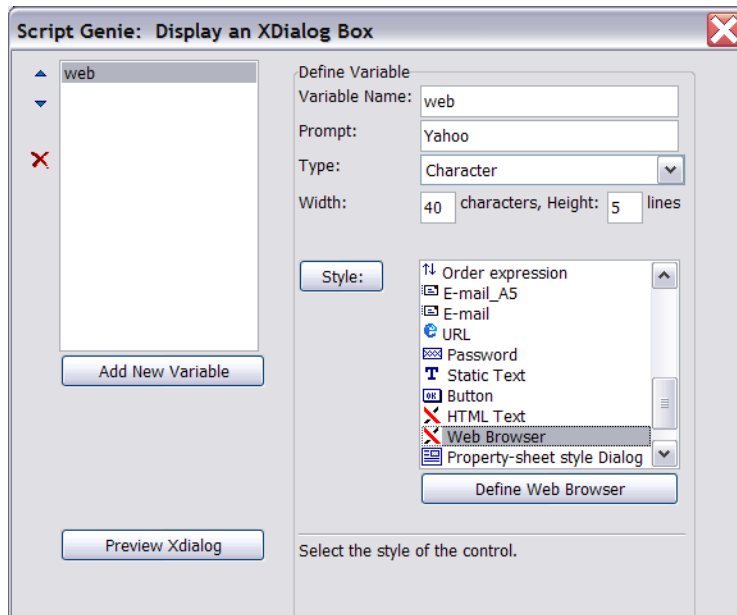 Script Genie:  Display an XDialog Box
web
Add New Variable
Preview Xdialog
Define Variable
Variable Name: web
Prompt: Yahoo
Type: Character
Width: 40 characters, Height: 5 lines
Style:
Order expression
E-mail_A5
E-mail
URL
Password
Static Text
Button
HTML Text
Web Browser
Property-sheet style Dialog
Define Web Browser
Select the style of the control.